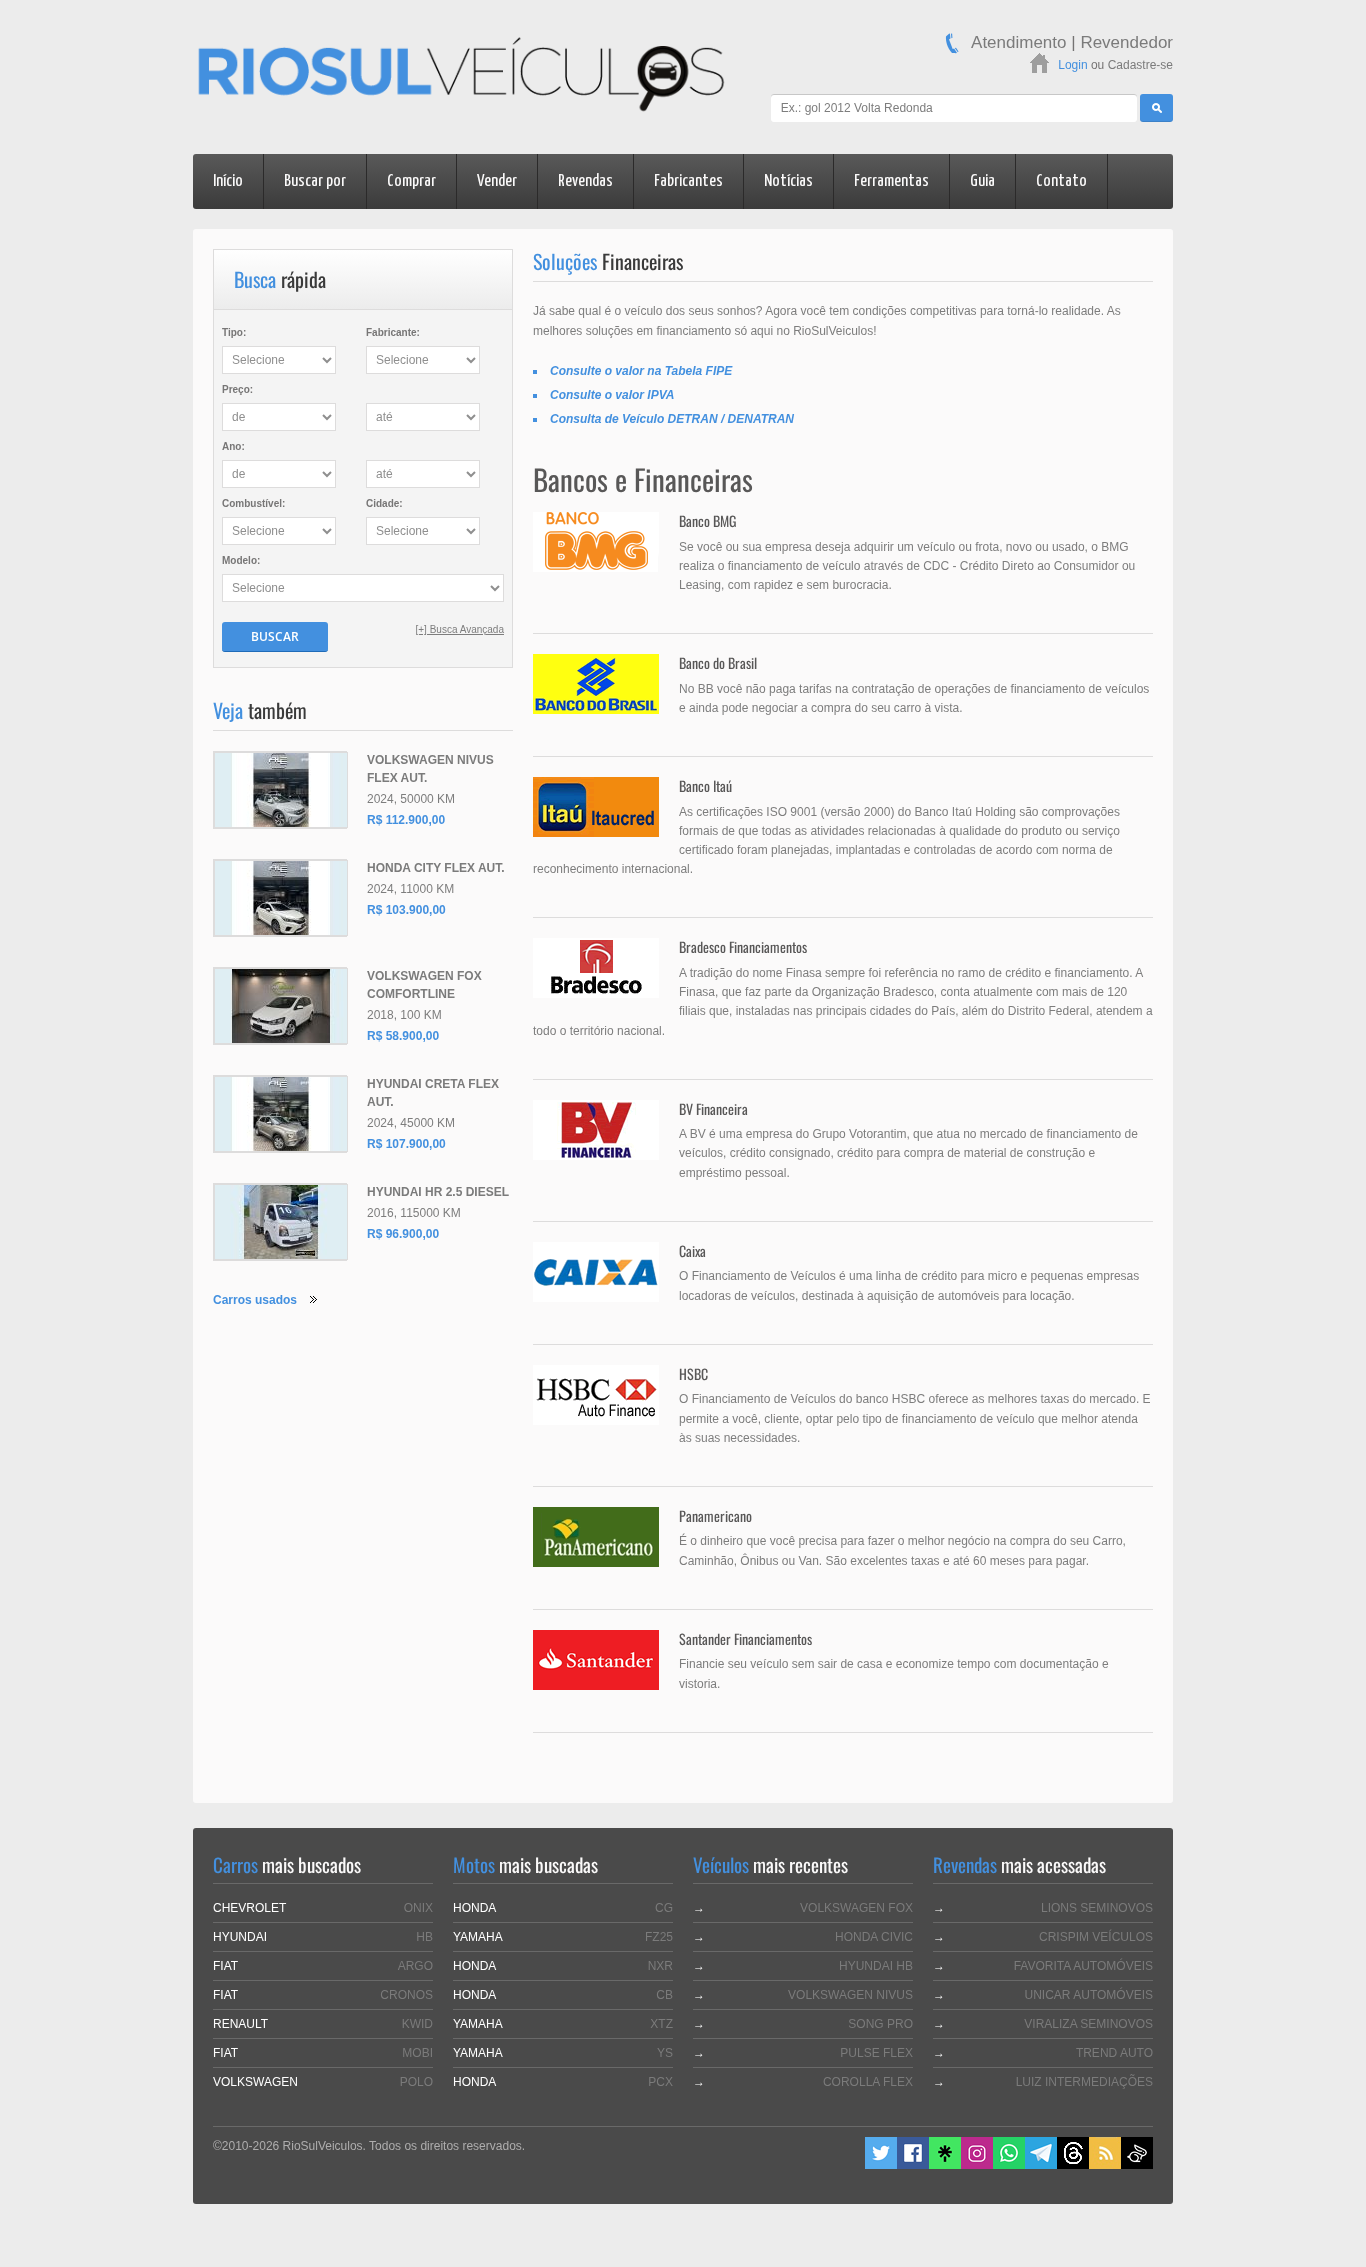 RIOSULVEÍCULOS
Atendimento | Revendedor
Login ou Cadastre-se
Ex.: gol 2012 Volta Redonda
Início Buscar por Comprar Vender Revendas Fabricantes Notícias Ferramentas Guia Contato
Busca rápida
Tipo: Fabricante:
Selecione Selecione
Preço:
de até
Ano:
de até
Combustível: Cidade:
Selecione Selecione
Modelo:
Selecione
BUSCAR [+] Busca Avançada
Veja também
VOLKSWAGEN NIVUS
FLEX AUT.
2024, 50000 KM
R$ 112.900,00
HONDA CITY FLEX AUT.
2024, 11000 KM
R$ 103.900,00
VOLKSWAGEN FOX
COMFORTLINE
2018, 100 KM
R$ 58.900,00
HYUNDAI CRETA FLEX
AUT.
2024, 45000 KM
R$ 107.900,00
HYUNDAI HR 2.5 DIESEL
2016, 115000 KM
R$ 96.900,00
Carros usados
Soluções Financeiras
Já sabe qual é o veículo dos seus sonhos? Agora você tem condições competitivas para torná-lo realidade. As
melhores soluções em financiamento só aqui no RioSulVeiculos!
Consulte o valor na Tabela FIPE
Consulte o valor IPVA
Consulta de Veículo DETRAN / DENATRAN
Bancos e Financeiras
BANCO
BMG
Banco BMG
Se você ou sua empresa deseja adquirir um veículo ou frota, novo ou usado, o BMG
realiza o financiamento de veículo através de CDC - Crédito Direto ao Consumidor ou
Leasing, com rapidez e sem burocracia.
BANCO DO BRASIL
Banco do Brasil
No BB você não paga tarifas na contratação de operações de financiamento de veículos
e ainda pode negociar a compra do seu carro à vista.
Itaú Itaucred
Banco Itaú
As certificações ISO 9001 (versão 2000) do Banco Itaú Holding são comprovações
formais de que todas as atividades relacionadas à qualidade do produto ou serviço
certificado foram planejadas, implantadas e controladas de acordo com norma de
reconhecimento internacional.
Bradesco
Bradesco Financiamentos
A tradição do nome Finasa sempre foi referência no ramo de crédito e financiamento. A
Finasa, que faz parte da Organização Bradesco, conta atualmente com mais de 120
filiais que, instaladas nas principais cidades do País, além do Distrito Federal, atendem a
todo o território nacional.
BV
FINANCEIRA
BV Financeira
A BV é uma empresa do Grupo Votorantim, que atua no mercado de financiamento de
veículos, crédito consignado, crédito para compra de material de construção e
empréstimo pessoal.
CAIXA
Caixa
O Financiamento de Veículos é uma linha de crédito para micro e pequenas empresas
locadoras de veículos, destinada à aquisição de automóveis para locação.
HSBC
Auto Finance
HSBC
O Financiamento de Veículos do banco HSBC oferece as melhores taxas do mercado. E
permite a você, cliente, optar pelo tipo de financiamento de veículo que melhor atenda
às suas necessidades.
PanAmericano
Panamericano
É o dinheiro que você precisa para fazer o melhor negócio na compra do seu Carro,
Caminhão, Ônibus ou Van. São excelentes taxas e até 60 meses para pagar.
Santander
Santander Financiamentos
Financie seu veículo sem sair de casa e economize tempo com documentação e
vistoria.
Carros mais buscados
CHEVROLET ONIX
HYUNDAI HB
FIAT ARGO
FIAT CRONOS
RENAULT KWID
FIAT MOBI
VOLKSWAGEN POLO
Motos mais buscadas
HONDA CG
YAMAHA FZ25
HONDA NXR
HONDA CB
YAMAHA XTZ
YAMAHA YS
HONDA PCX
Veículos mais recentes
→ VOLKSWAGEN FOX
→ HONDA CIVIC
→ HYUNDAI HB
→ VOLKSWAGEN NIVUS
→ SONG PRO
→ PULSE FLEX
→ COROLLA FLEX
Revendas mais acessadas
→ LIONS SEMINOVOS
→ CRISPIM VEÍCULOS
→ FAVORITA AUTOMÓVEIS
→ UNICAR AUTOMÓVEIS
→ VIRALIZA SEMINOVOS
→ TREND AUTO
→ LUIZ INTERMEDIAÇÕES
©2010-2026 RioSulVeiculos. Todos os direitos reservados.